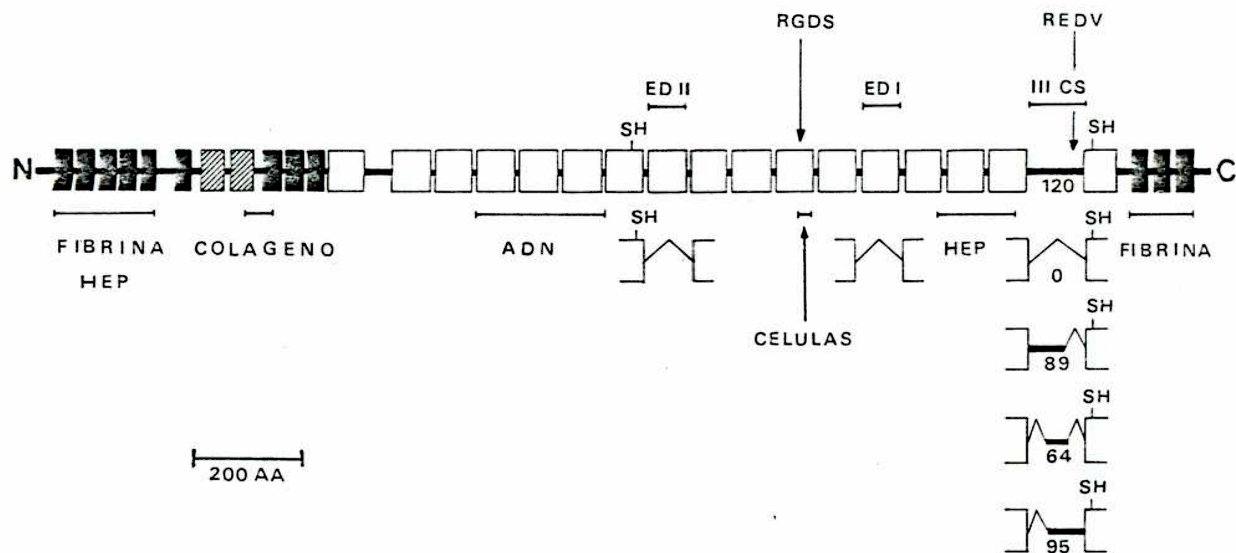 RGDS REDV
ED II ED I III CS
SH SH
N C
120
SH SH
FIBRINA COLAGENO ADN HEP FIBRINA
HEP
0
SH
CELULAS
89
SH
64
200 AA
SH
95